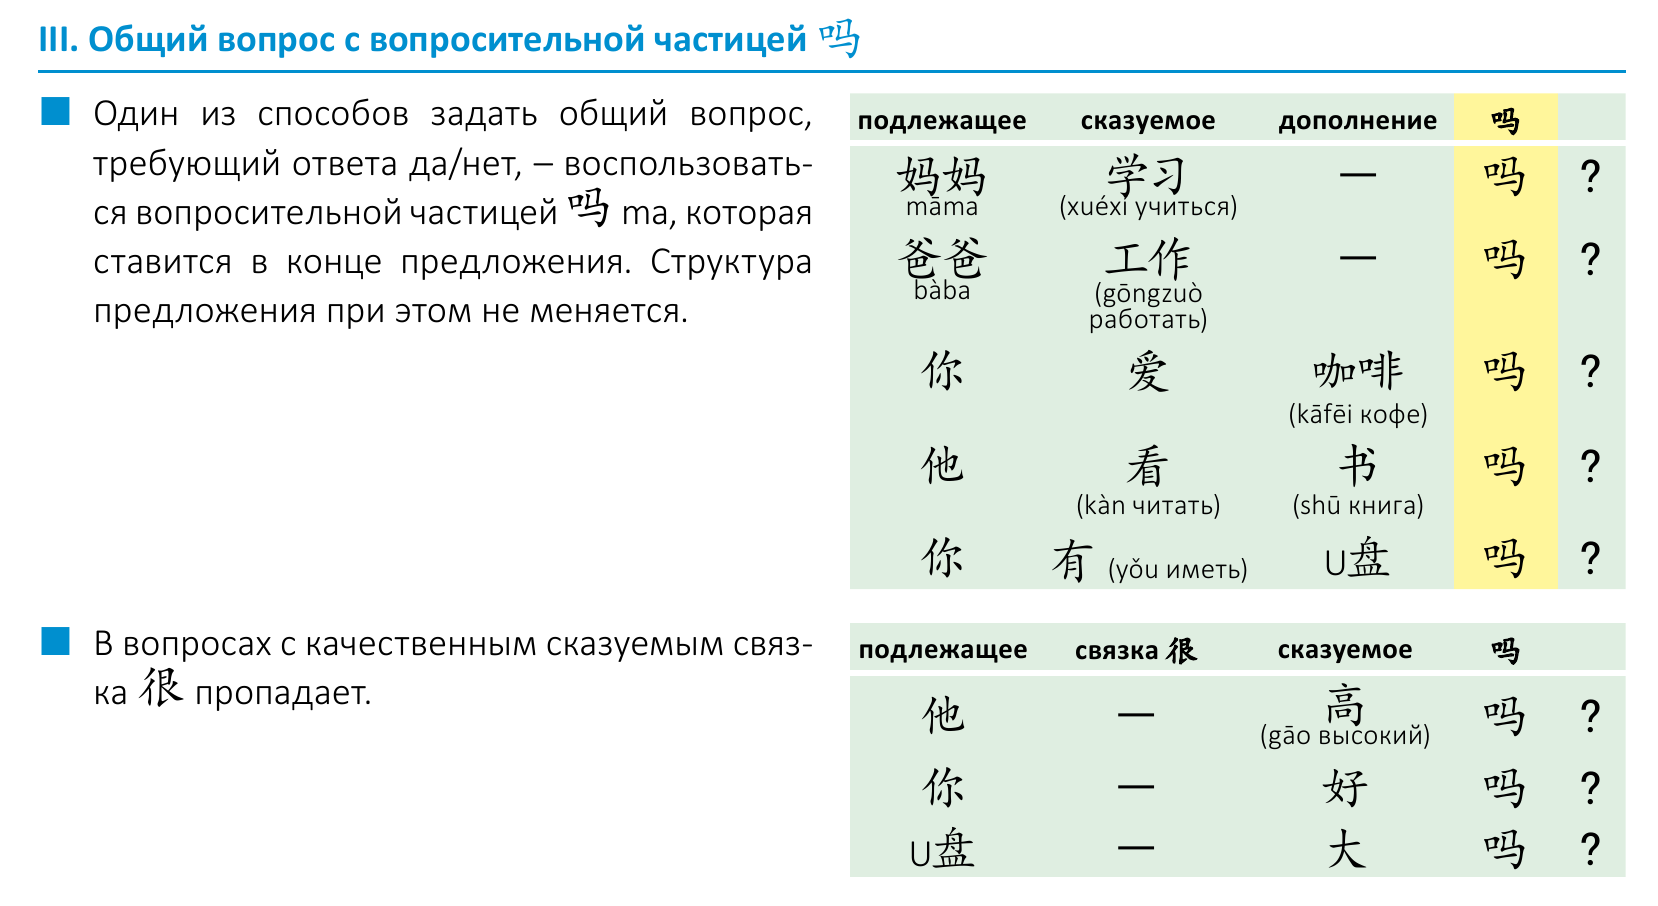 III. Общий вопрос с вопросительной частицей 吗
Один из способов задать общий вопрос,
требующий ответа да/нет, – воспользовать-
ся вопросительной частицей 吗 ma, которая
ставится в конце предложения. Структура
предложения при этом не меняется.
подлежащее сказуемое дополнение 吗
妈妈 学习 — 吗 ?
māma (xuéxí учиться)
爸爸 工作 — 吗 ?
bàba (gōngzuò
работать)
你 爱 咖啡 吗 ?
(kāfēi кофе)
他 看 书 吗 ?
(kàn читать) (shū книга)
你 有 (yǒu иметь) U盘 吗 ?
В вопросах с качественным сказуемым связ-
ка 很 пропадает.
подлежащее связка 很 сказуемое 吗
他 — 高 吗 ?
(gāo высокий)
你 — 好 吗 ?
U盘 — 大 吗 ?